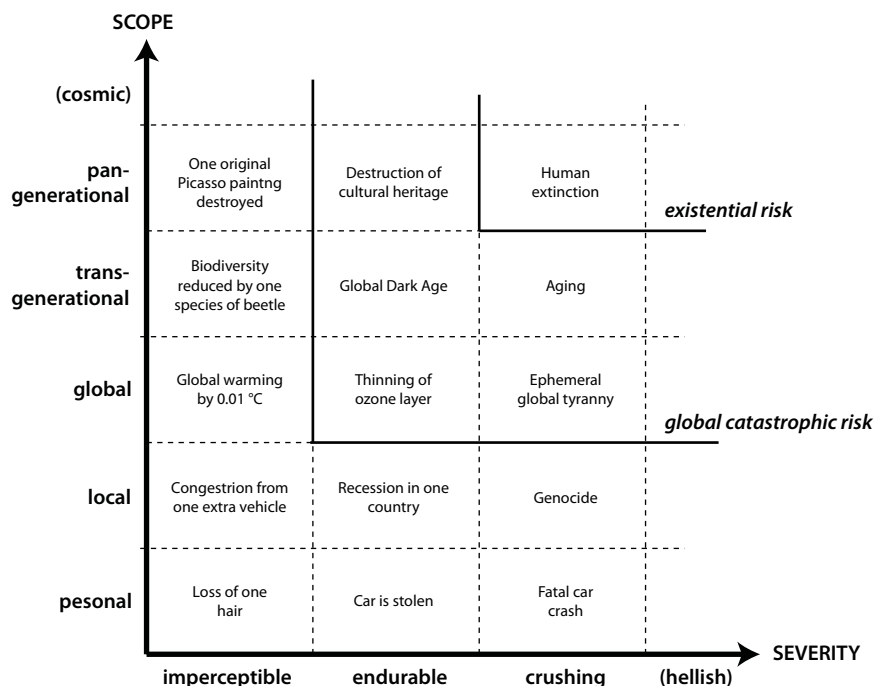 SCOPE
(cosmic)
pan-
generational
One original
Picasso paintng
destroyed
Destruction of
cultural heritage
Human
extinction
existential risk
trans-
generational
Biodiversity
reduced by one
species of beetle
Global Dark Age
Aging
global
Global warming
by 0.01 °C
Thinning of
ozone layer
Ephemeral
global tyranny
global catastrophic risk
local
Congestrion from
one extra vehicle
Recession in one
country
Genocide
pesonal
Loss of one
hair
Car is stolen
Fatal car
crash
SEVERITY
imperceptible
endurable
crushing
(hellish)